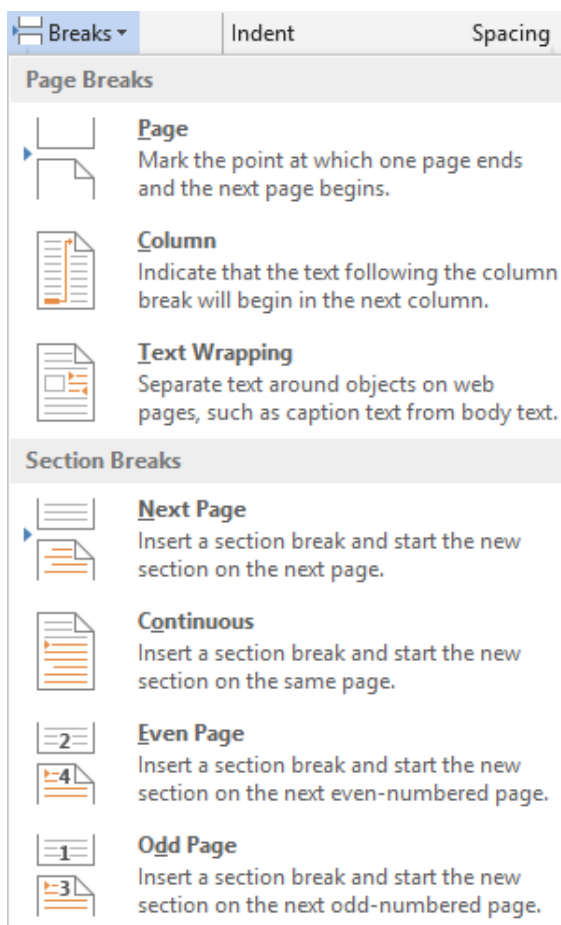 Breaks Indent Spacing
Page Breaks
Page
Mark the point at which one page ends
and the next page begins.
Column
Indicate that the text following the column
break will begin in the next column.
Text Wrapping
Separate text around objects on web
pages, such as caption text from body text.
Section Breaks
Next Page
Insert a section break and start the new
section on the next page.
Continuous
Insert a section break and start the new
section on the same page.
2
4
Even Page
Insert a section break and start the new
section on the next even-numbered page.
1
3
Odd Page
Insert a section break and start the new
section on the next odd-numbered page.